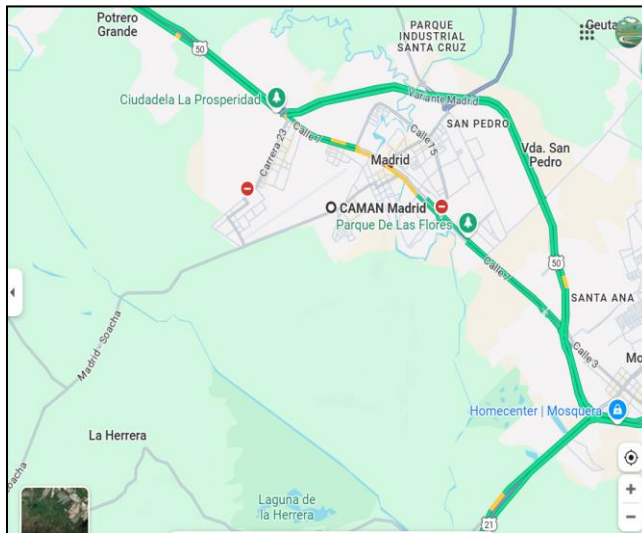 Potrero
Grande
50
PARQUE
INDUSTRIAL
SANTA CRUZ
Geuta
Ciudadela La Prosperidad
Variante Madrid
Calle 7
Carrera 23
Calle 15
SAN PEDRO
Madrid
Vda. San
Pedro
CAMAN Madrid
Parque De Las Flores
Calle 7
50
SANTA ANA
Madrid - Soacha
Calle 3
Mo
Homecenter | Mosquera
La Herrera
Soacha
Laguna de
la Herrera
21
+
−